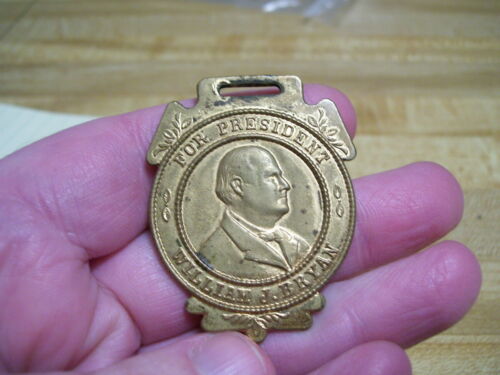 FOR PRESIDENT
WILLIAM J. BRYAN